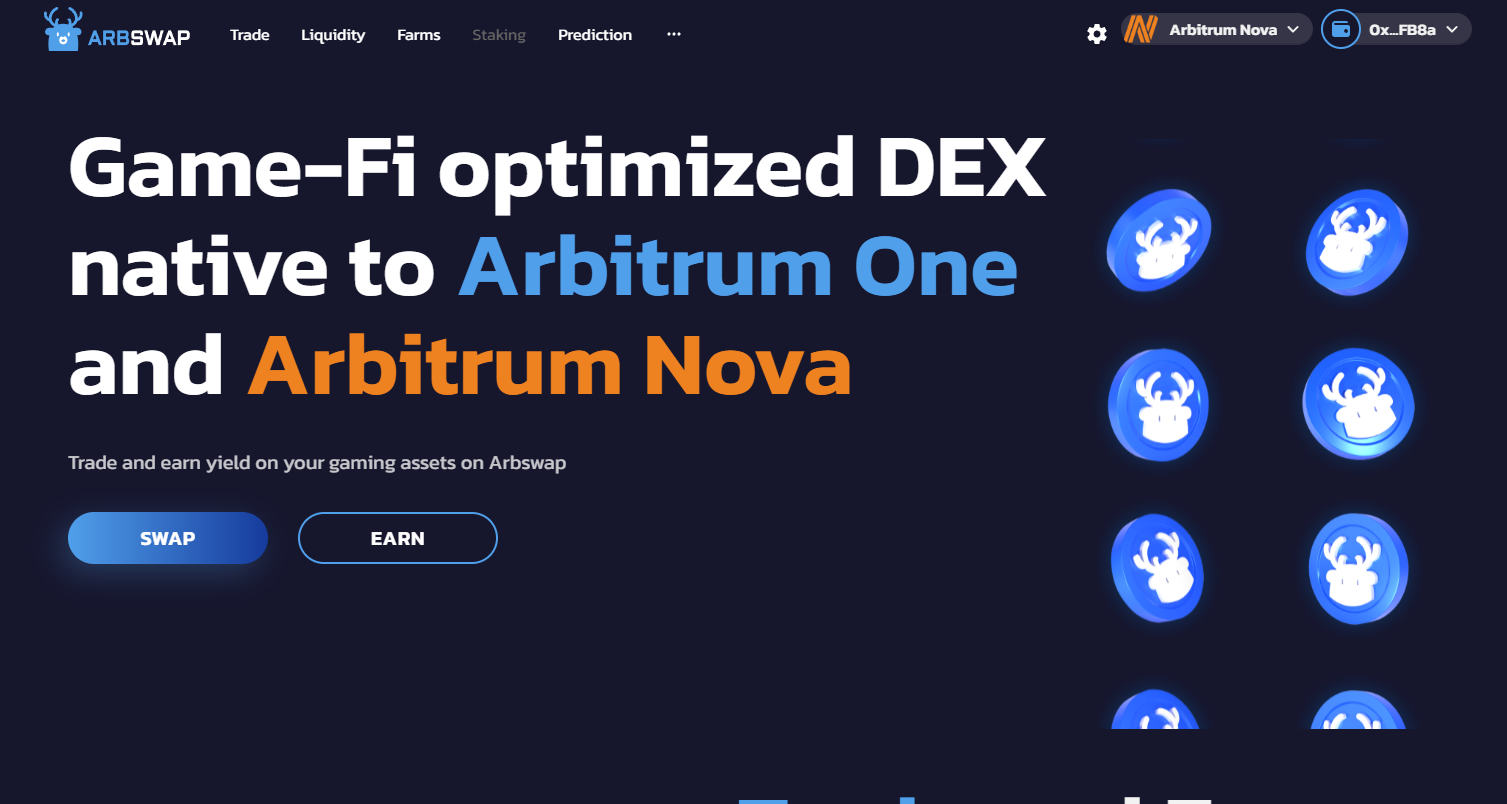 ARBSWAP Trade Liquidity Farms Staking Prediction ... Arbitrum Nova 0x...FB8a
Game-Fi optimized DEX
native to Arbitrum One
and Arbitrum Nova
Trade and earn yield on your gaming assets on Arbswap
SWAP EARN